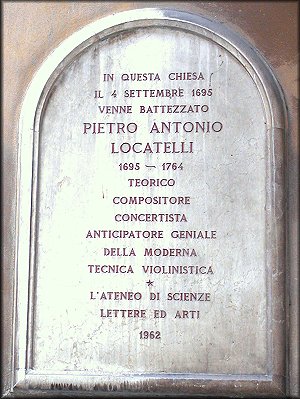 IN QUESTA CHIESA
IL 4 SETTEMBRE 1695
VENNE BATTEZZATO
PIETRO ANTONIO
LOCATELLI
1695 — 1764
TEORICO
COMPOSITORE
CONCERTISTA
ANTICIPATORE GENIALE
DELLA MODERNA
TECNICA VIOLINISTICA
*
L'ATENEO DI SCIENZE
LETTERE ED ARTI
1962